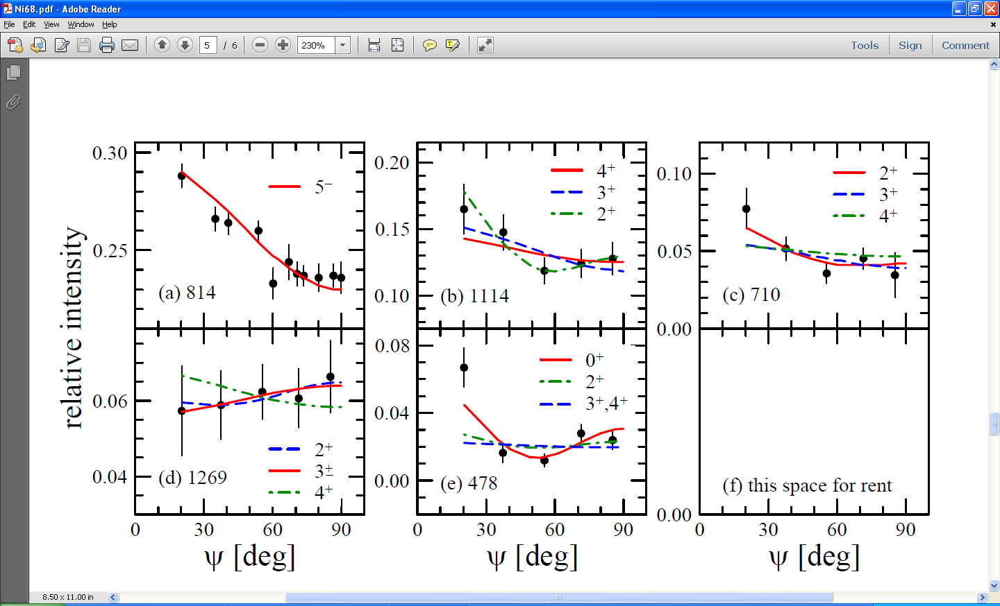 Ni68.pdf - Adobe Reader
File Edit View Window Help
5 / 6 230% Tools Sign Comment
relative intensity
0.30
0.25
5⁻
(a) 814
0.20
0.15
0.10
4⁺
3⁺
2⁺
(b) 1114
0.10
0.05
0.00
2⁺
3⁺
4⁺
(c) 710
0.06
0.04
2⁺
3±
4⁺
(d) 1269
0 30 60 90
ψ [deg]
0.08
0.04
0.00
0⁺
2⁺
3⁺,4⁺
(e) 478
0 30 60 90
ψ [deg]
(f) this space for rent
0.00
0 30 60 90
ψ [deg]
8.50 x 11.00 in